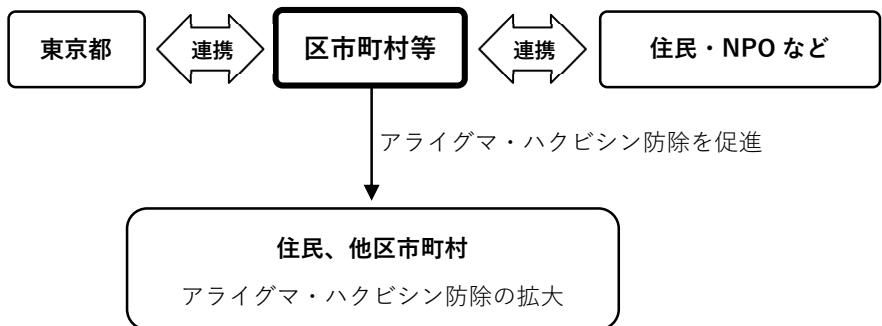 東京都
連携
区市町村等
連携
住民・NPO など
アライグマ・ハクビシン防除を促進
住民、他区市町村
アライグマ・ハクビシン防除の拡大